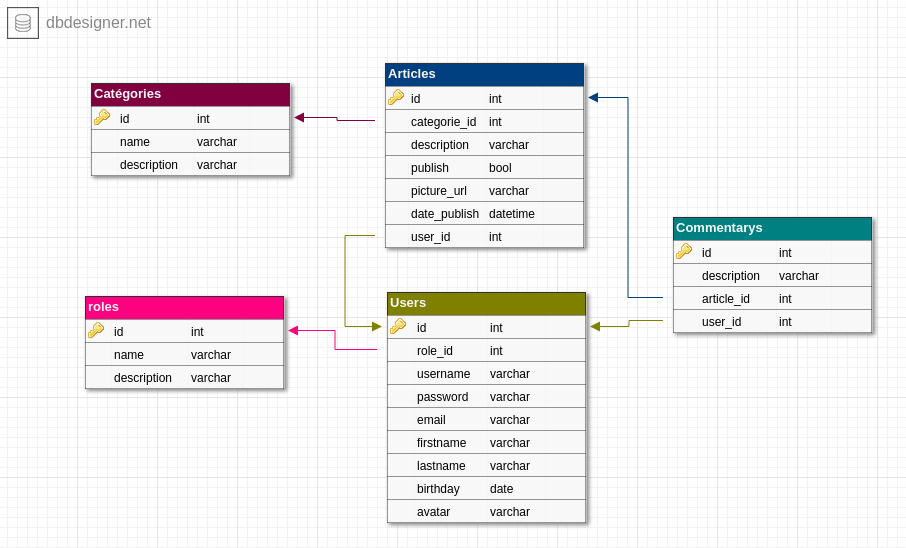 dbdesigner.net
Catégories
id int
name varchar
description varchar
Articles
id int
categorie_id int
description varchar
publish bool
picture_url varchar
date_publish datetime
user_id int
Commentarys
id int
description varchar
article_id int
user_id int
roles
id int
name varchar
description varchar
Users
id int
role_id int
username varchar
password varchar
email varchar
firstname varchar
lastname varchar
birthday date
avatar varchar